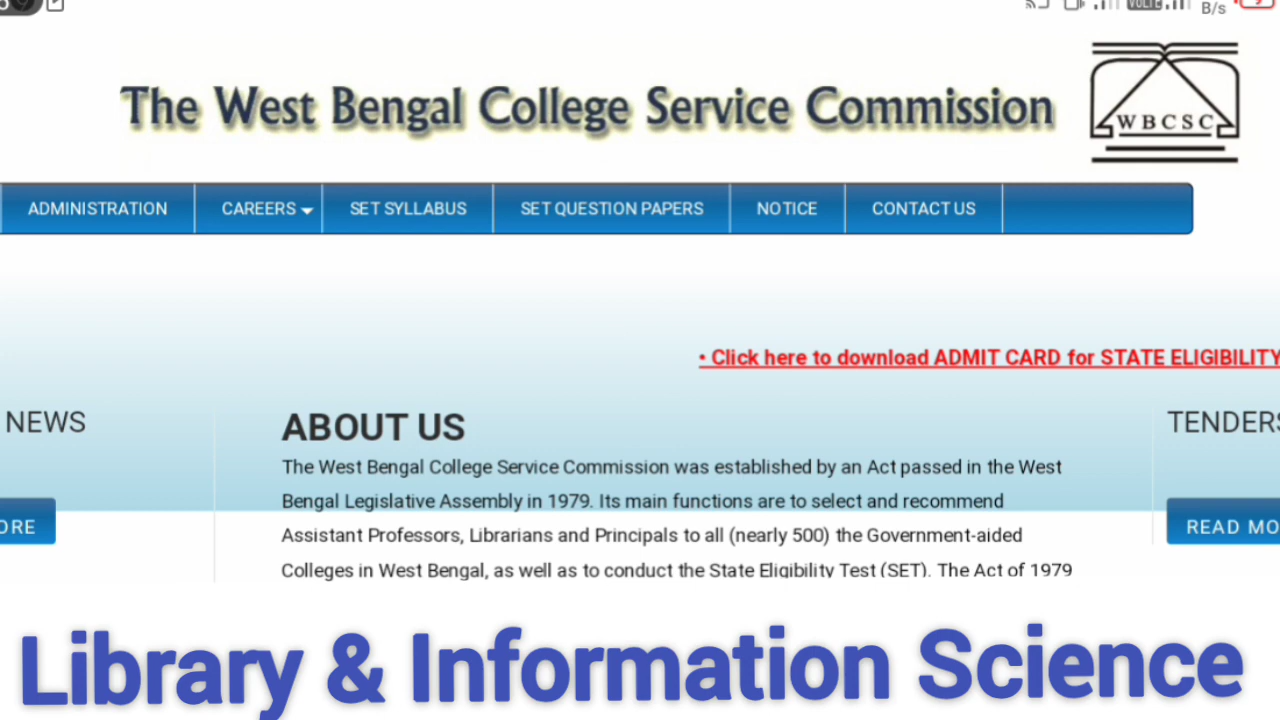 VoLTE
B/s
The West Bengal College Service Commission
WBCSC
ADMINISTRATION CAREERS SET SYLLABUS SET QUESTION PAPERS NOTICE CONTACT US
• Click here to download ADMIT CARD for STATE ELIGIBILITY
NEWS
ABOUT US
TENDERS
The West Bengal College Service Commission was established by an Act passed in the West
Bengal Legislative Assembly in 1979. Its main functions are to select and recommend
ORE
READ MO
Assistant Professors, Librarians and Principals to all (nearly 500) the Government-aided
Colleges in West Bengal, as well as to conduct the State Eligibility Test (SET). The Act of 1979
Library & Information Science